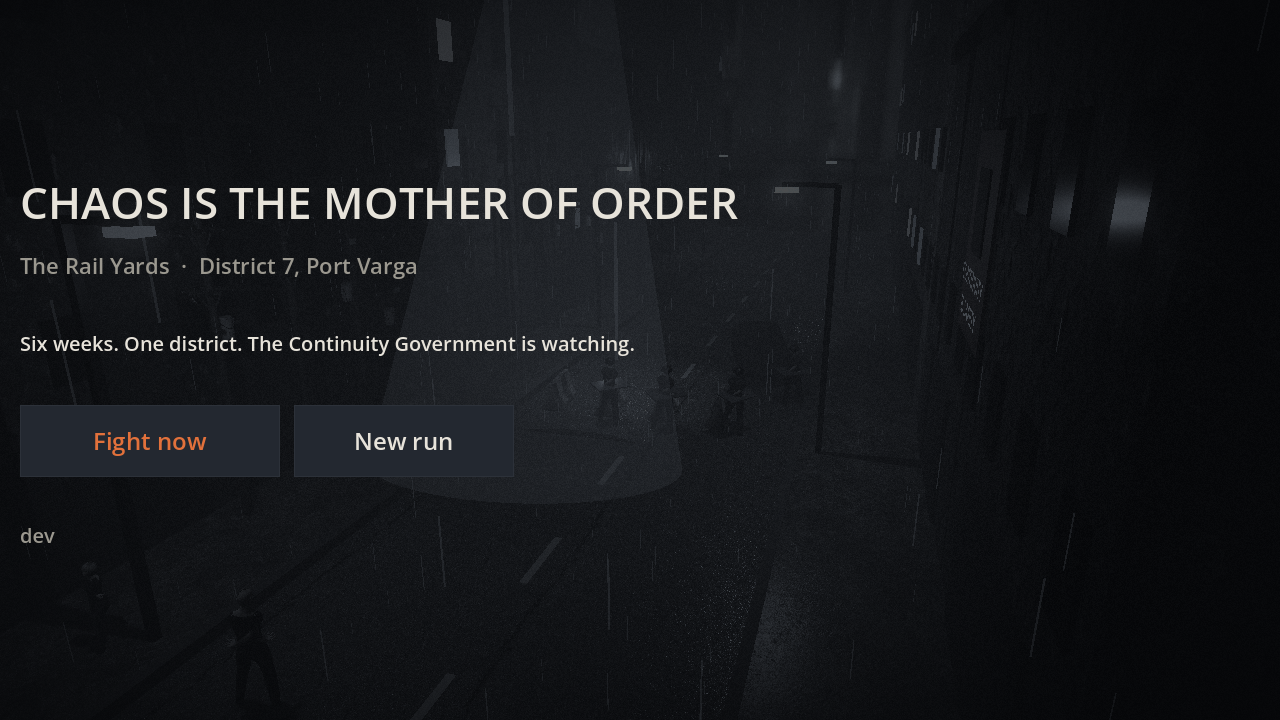 CHAOS IS THE MOTHER OF ORDER
The Rail Yards · District 7, Port Varga
Six weeks. One district. The Continuity Government is watching.
Fight now
New run
dev